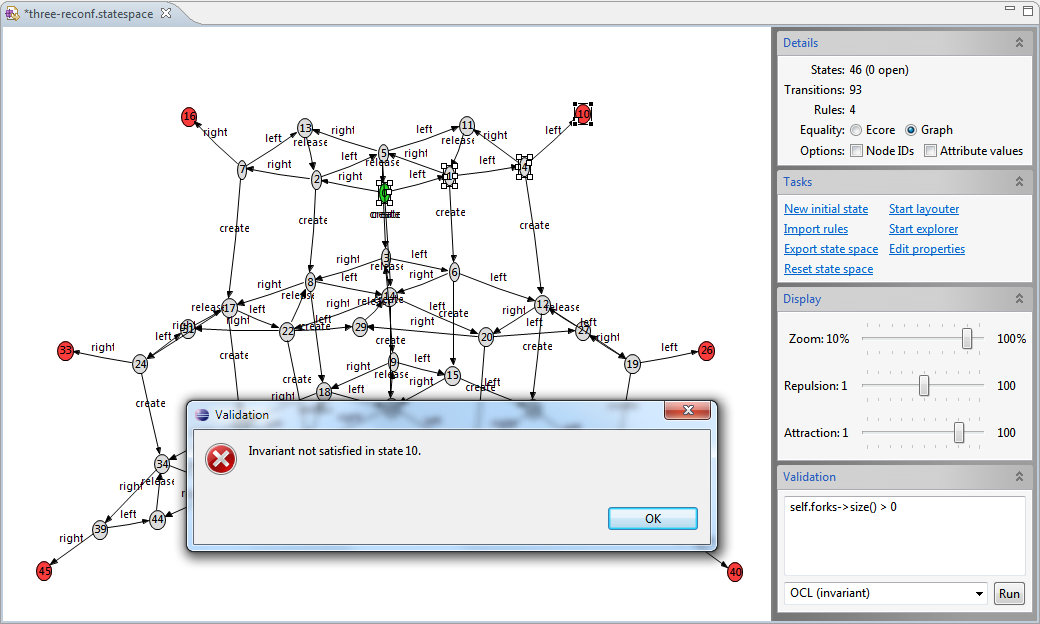 *three-reconf.statespace
Details
States: 46 (0 open)
Transitions: 93
Rules: 4
Equality: Ecore Graph
Options: Node IDs Attribute values
Tasks
New initial state Start layouter
Import rules Start explorer
Export state space Edit properties
Reset state space
Display
Zoom: 10% 100%
Repulsion: 1 100
Attraction: 1 100
Validation
self.forks->size() > 0
OCL (invariant) Run
16
10
right
13
11
left
right
left
left
release
release
right
5
7
right
left
release
right
left
4
2
right
left
create
create
create
create
create
3
left
right
release
8
left
right
6
left
right
release
17
left
right
create
12
release
right
left
31
left
right
22
create
left
29
right
20
left
27
right
create
33
right
24
create
create
9
left
right
release
15
right
left
create
create
19
left
26
create
18
left
right
create
34
release
right
left
44
39
right
45
40
Validation
Invariant not satisfied in state 10.
OK